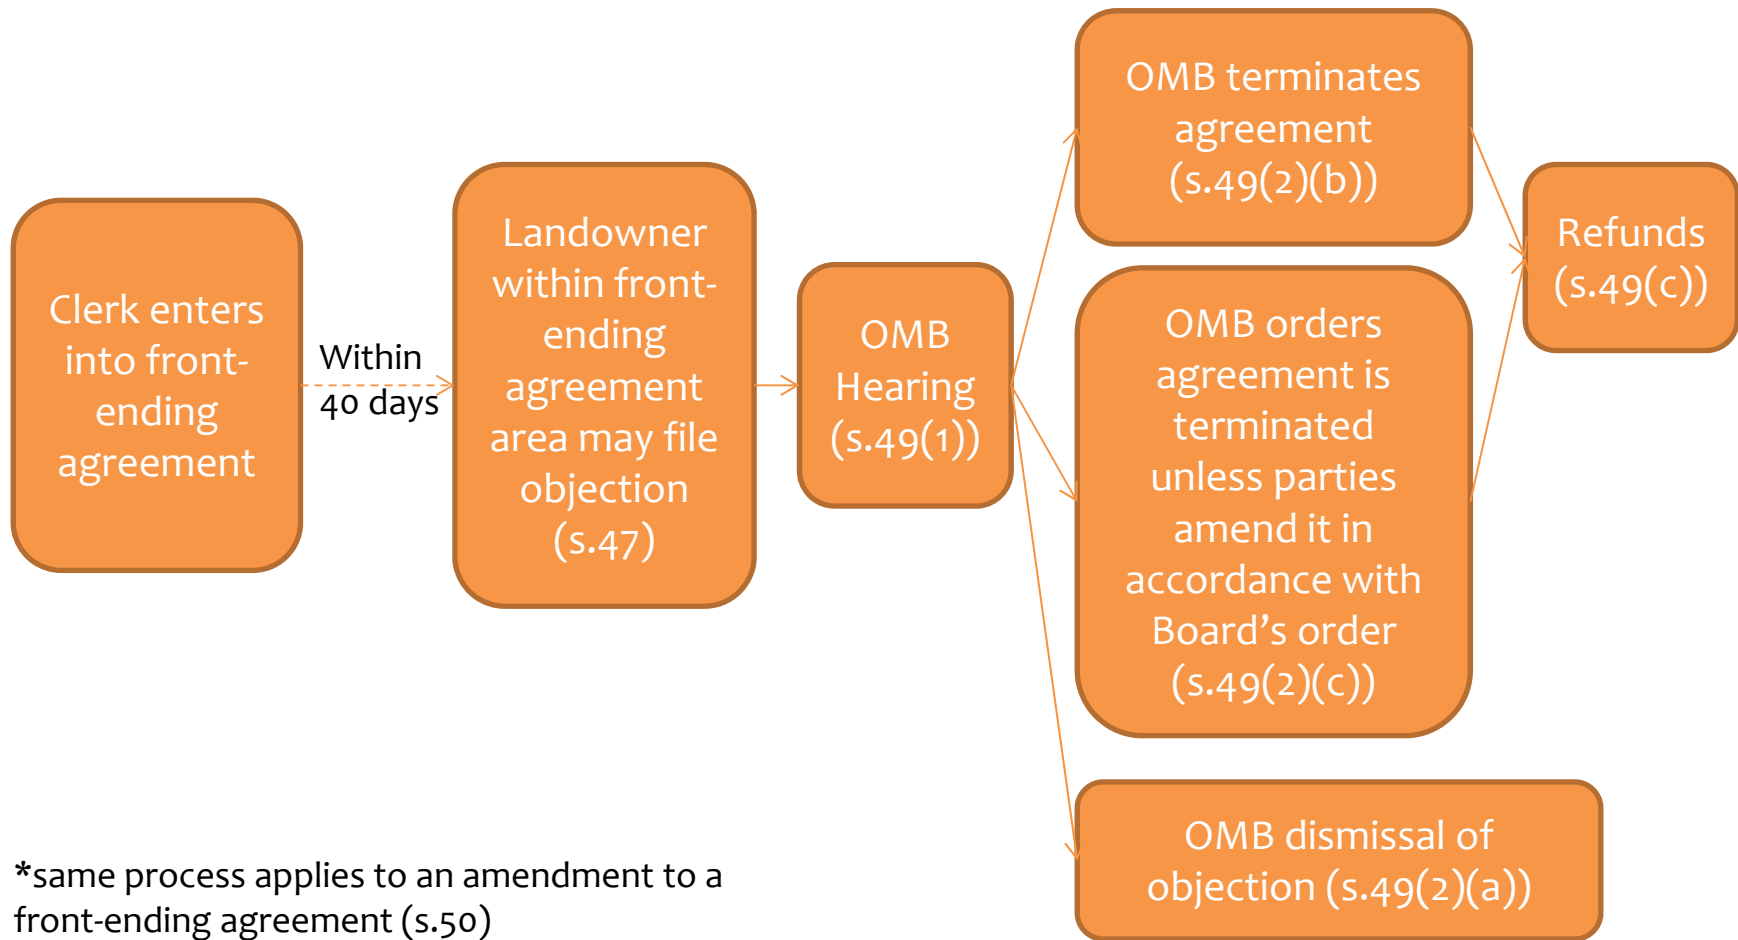 Clerk enters
into front-
ending
agreement
Within
40 days
Landowner
within front-
ending
agreement
area may file
objection
(s.47)
OMB
Hearing
(s.49(1))
OMB terminates
agreement
(s.49(2)(b))
OMB orders
agreement is
terminated
unless parties
amend it in
accordance with
Board’s order
(s.49(2)(c))
OMB dismissal of
objection (s.49(2)(a))
Refunds
(s.49(c))
*same process applies to an amendment to a
front-ending agreement (s.50)